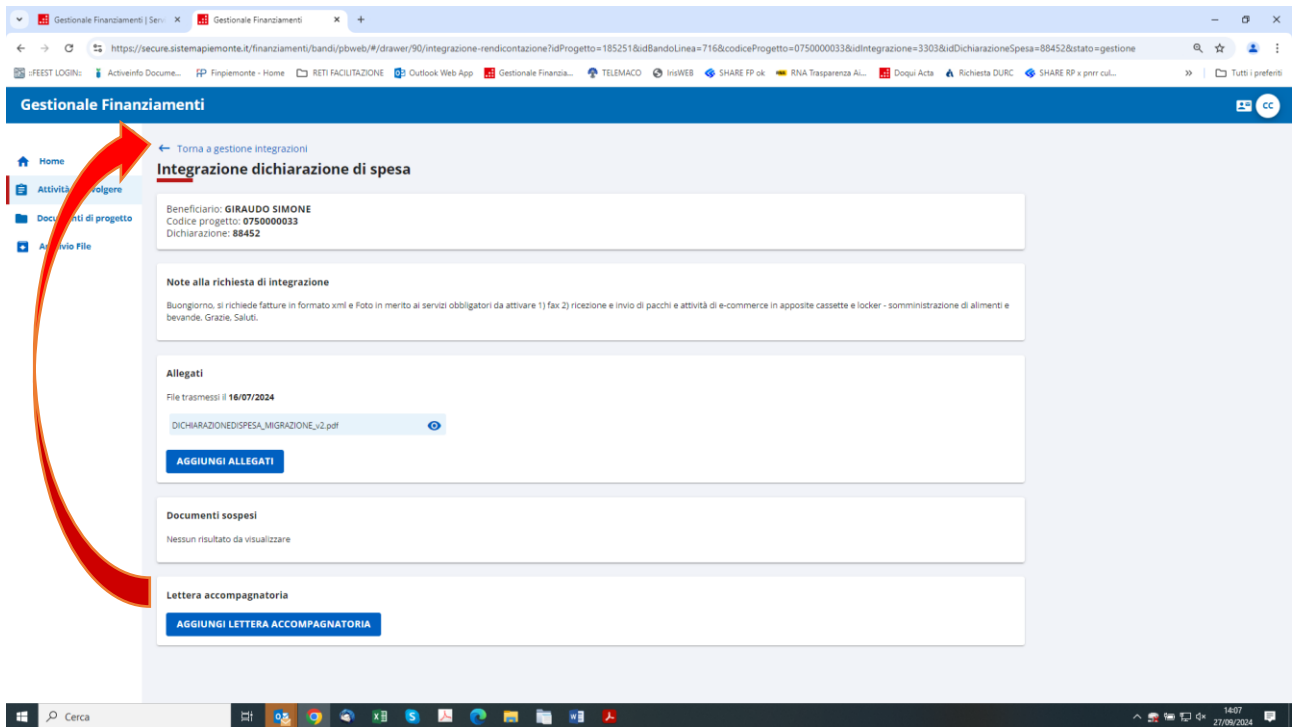 Gestionale Finanziamenti | Serv
Gestionale Finanziamenti
https://secure.sistemapiemonte.it/finanziamenti/bandi/pbweb/#/drawer/90/integrazione-rendicontazione?idProgetto=185251&idBandoLinea=716&codiceProgetto=0750000033&idIntegrazione=3303&idDichiarazioneSpesa=88452&stato=gestione
::FEEST LOGIN::
Activeinfo Docume...
Finpiemonte - Home
RETI FACILITAZIONE
Outlook Web App
Gestionale Finanzia...
TELEMACO
IrisWEB
SHARE FP ok
RNA Trasparenza Ai...
Doqui Acta
Richiesta DURC
SHARE RP x pnrr cul...
»
Tutti i preferiti
Gestionale Finanziamenti
CC
Home
Attività volgere
Docu nti di progetto
A ivio File
← Torna a gestione integrazioni
Integrazione dichiarazione di spesa
Beneficiario: GIRAUDO SIMONE
Codice progetto: 0750000033
Dichiarazione: 88452
Note alla richiesta di integrazione
Buongiorno, si richiede fatture in formato xml e Foto in merito ai servizi obbligatori da attivare 1) fax 2) ricezione e invio di pacchi e attività di e-commerce in apposite cassette e locker - somministrazione di alimenti e
bevande. Grazie, Saluti.
Allegati
File trasmessi il 16/07/2024
DICHIARAZIONEDISPESA_MIGRAZIONE_v2.pdf
AGGIUNGI ALLEGATI
Documenti sospesi
Nessun risultato da visualizzare
Lettera accompagnatoria
AGGIUNGI LETTERA ACCOMPAGNATORIA
Cerca
14:07
27/09/2024